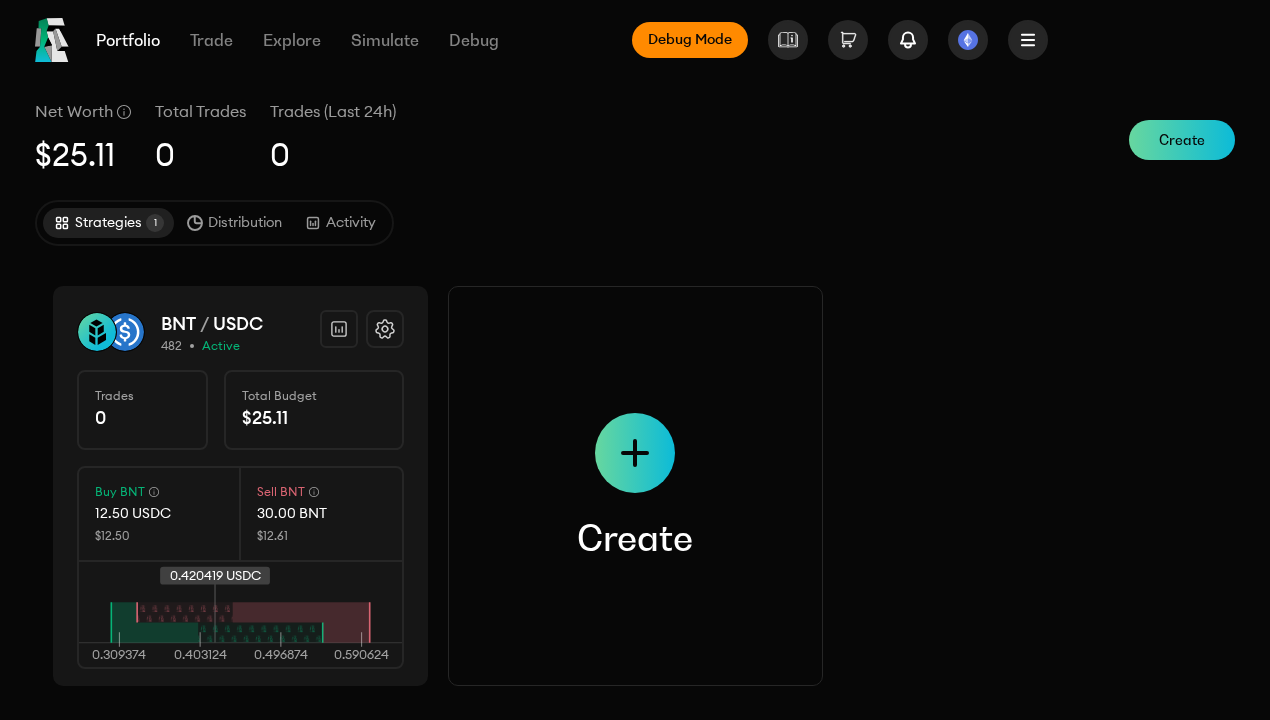 Portfolio Trade Explore Simulate Debug Debug Mode
Net Worth Total Trades Trades (Last 24h)
$25.11 0 0
Create
Strategies 1 Distribution Activity
BNT / USDC
482 • Active
Trades
0
Total Budget
$25.11
Buy BNT
12.50 USDC
$12.50
Sell BNT
30.00 BNT
$12.61
0.420419 USDC
0.309374 0.403124 0.496874 0.590624
Create